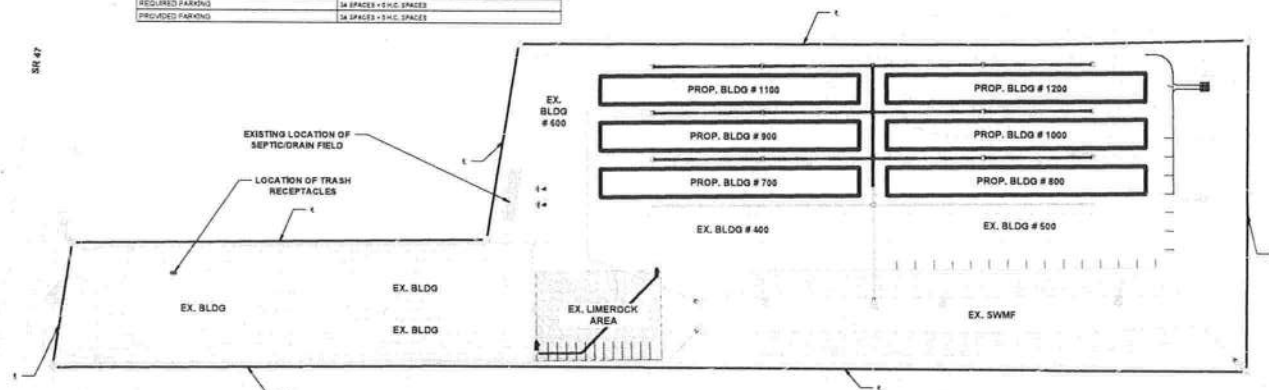 REQUIRED PARKING 34 SPACES + 5 H.C. SPACES
PROVIDED PARKING 34 SPACES + 5 H.C. SPACES
SR 47
EX.
BLDG
# 600
PROP. BLDG # 1100
PROP. BLDG # 1200
EXISTING LOCATION OF
SEPTIC/DRAIN FIELD
PROP. BLDG # 900
PROP. BLDG # 1000
LOCATION OF TRASH
RECEPTACLES
PROP. BLDG # 700
PROP. BLDG # 800
EX. BLDG # 400
EX. BLDG # 500
EX. BLDG
EX. BLDG
EX. BLDG
EX. LIMEROCK
AREA
EX. SWMF